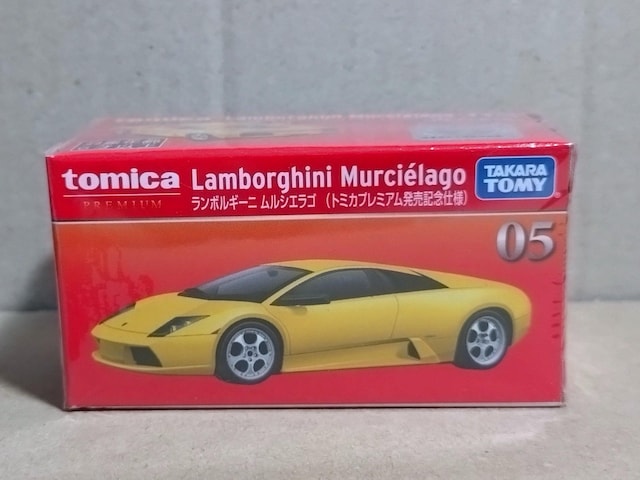 tomica
PREMIUM
Lamborghini Murciélago
ランボルギーニ ムルシエラゴ （トミカプレミアム発売記念仕様）
TAKARA
TOMY
05